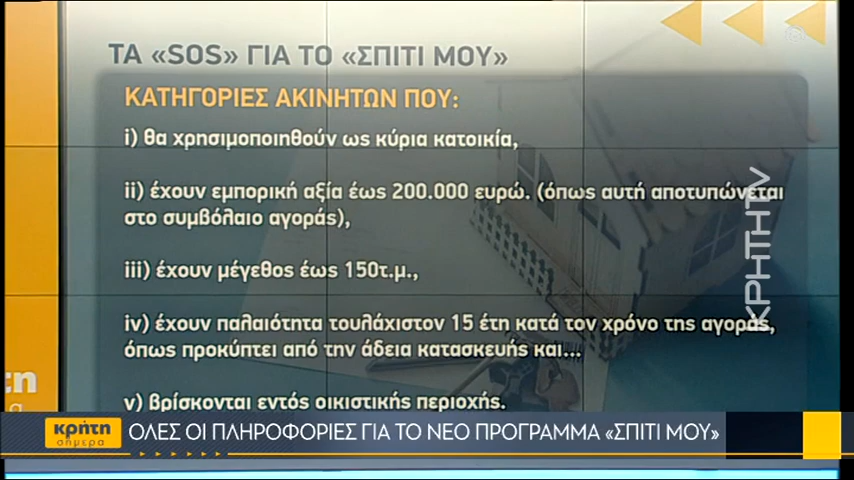 ΤΑ «SOS» ΓΙΑ ΤΟ «ΣΠΙΤΙ ΜΟΥ»
ΚΑΤΗΓΟΡΙΕΣ ΑΚΙΝΗΤΩΝ ΠΟΥ:
i) θα χρησιμοποιηθούν ως κύρια κατοικία,
ii) έχουν εμπορική αξία έως 200.000 ευρώ. (όπως αυτή αποτυπώνεται
στο συμβόλαιο αγοράς),
iii) έχουν μέγεθος έως 150τ.μ.,
iv) έχουν παλαιότητα τουλάχιστον 15 έτη κατά τον χρόνο της αγοράς,
όπως προκύπτει από την άδεια κατασκευής και...
v) βρίσκονται εντός οικιστικής περιοχής.
ΚΡΗΤΗTV
τη
α
κρήτη
σήμερα
ΟΛΕΣ ΟΙ ΠΛΗΡΟΦΟΡΙΕΣ ΓΙΑ ΤΟ ΝΕΟ ΠΡΟΓΡΑΜΜΑ «ΣΠΙΤΙ ΜΟΥ»